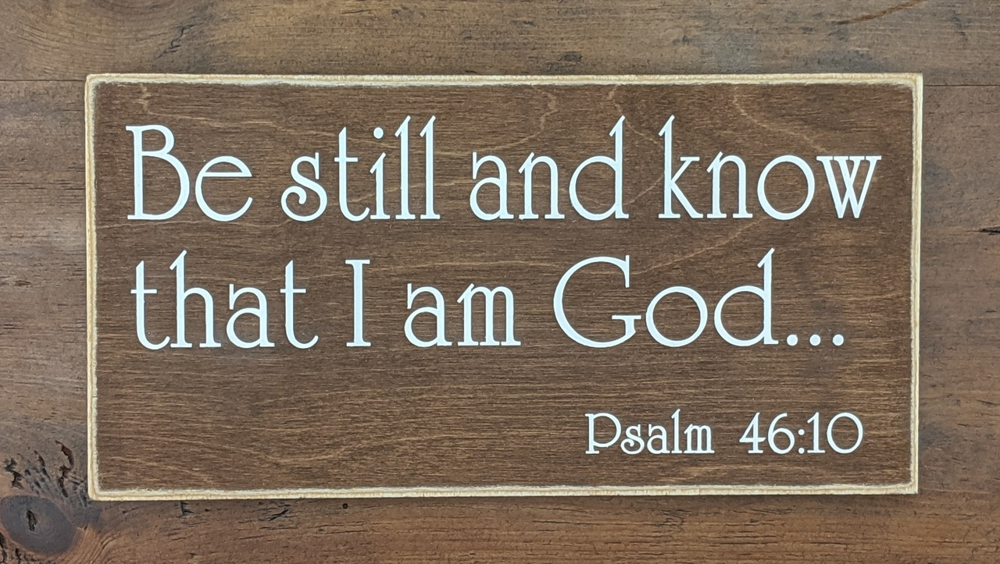 Be still and know
that I am God...
Psalm 46:10